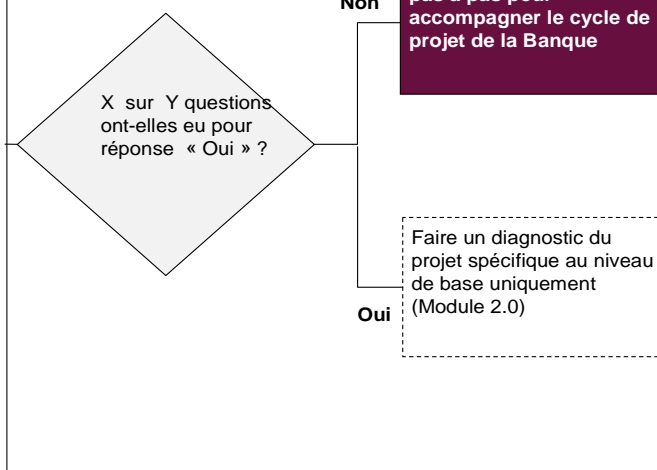 Non
pas à pas pour
accompagner le cycle de
projet de la Banque
X sur Y questions
ont-elles eu pour
réponse « Oui » ?
Faire un diagnostic du
projet spécifique au niveau
de base uniquement
(Module 2.0)
Oui